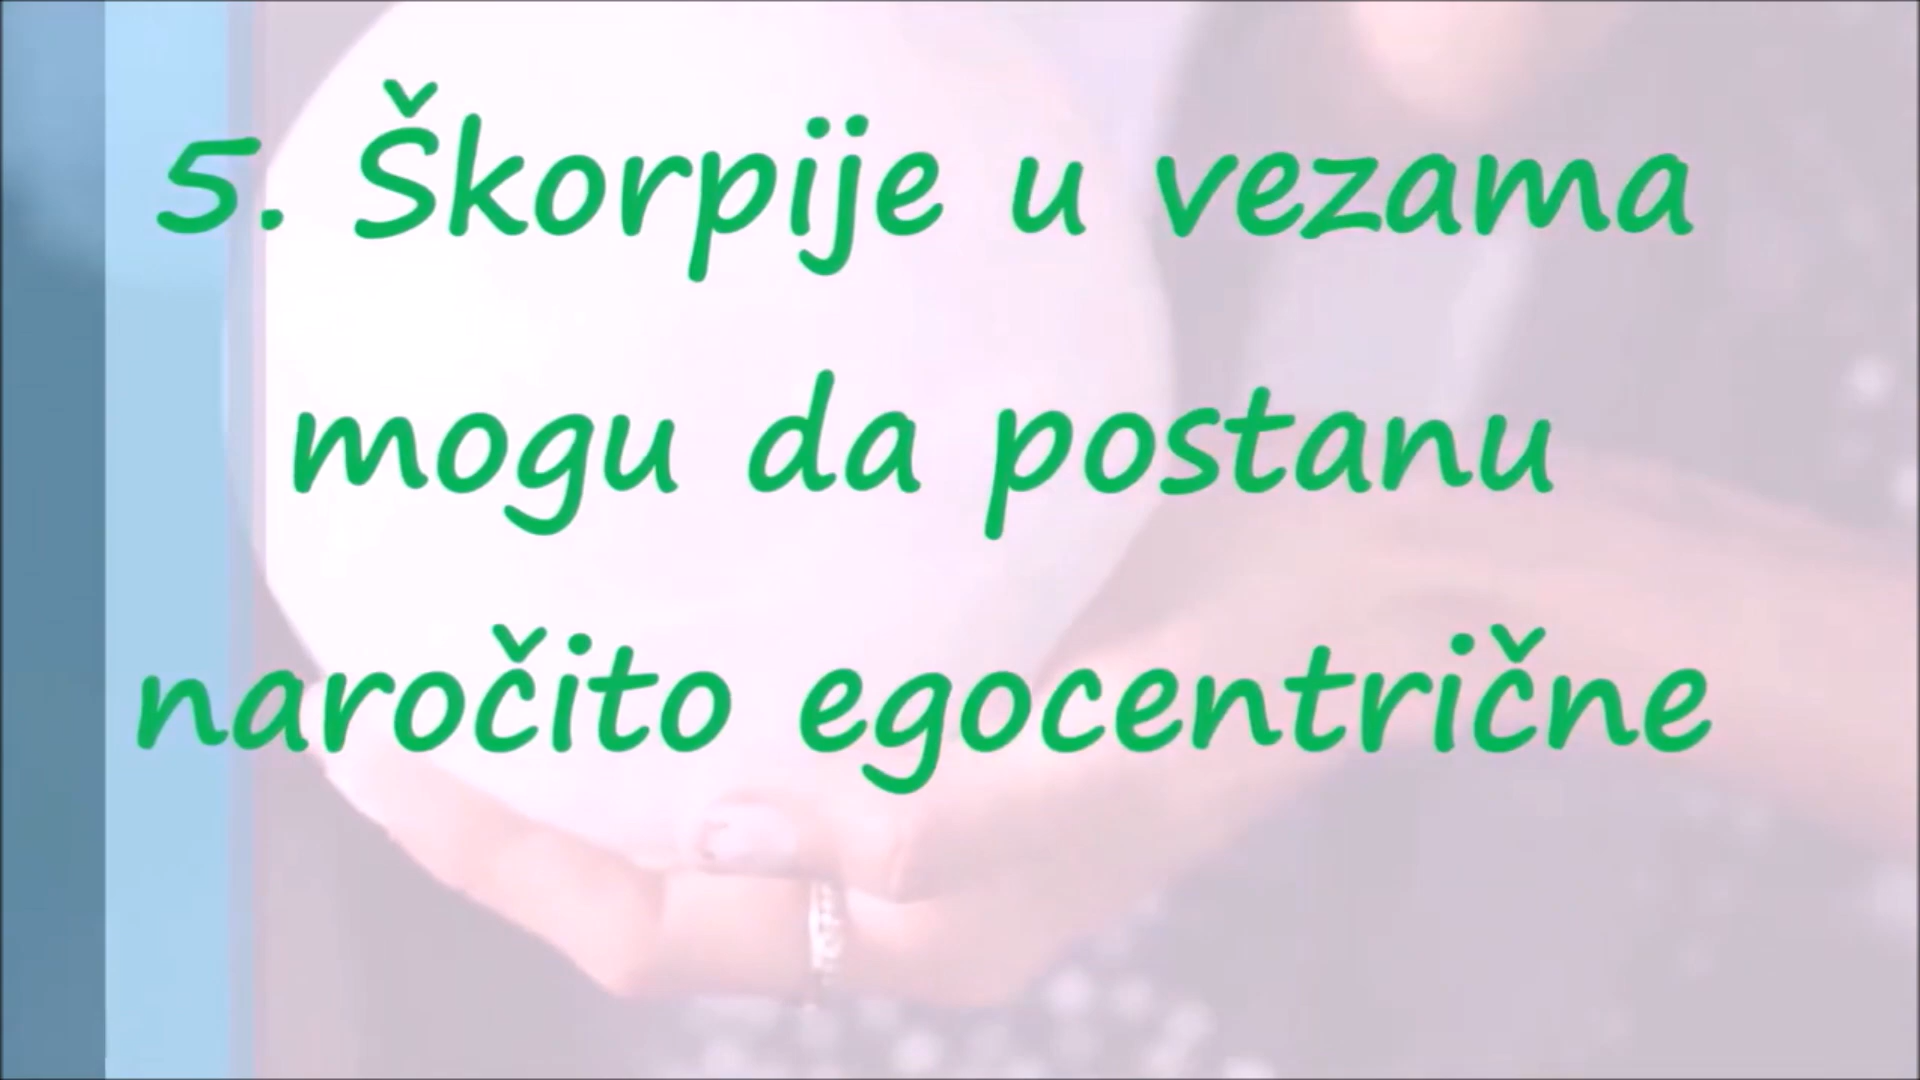 5. Škorpije u vezama
mogu da postanu
naročito egocentrične